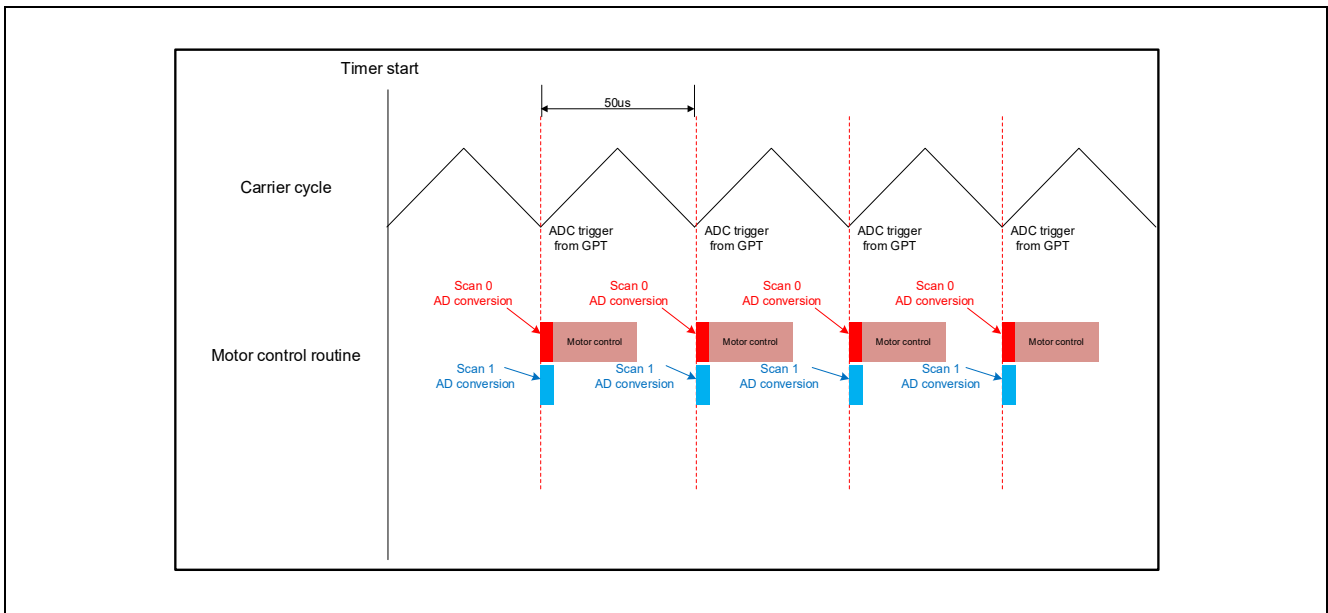 Timer start
50us
Carrier cycle
ADC trigger
from GPT
ADC trigger
from GPT
ADC trigger
from GPT
ADC trigger
from GPT
Scan 0
AD conversion
Scan 0
AD conversion
Scan 0
AD conversion
Scan 0
AD conversion
Motor control routine
Motor control
Motor control
Motor control
Motor control
Scan 1
AD conversion
Scan 1
AD conversion
Scan 1
AD conversion
Scan 1
AD conversion